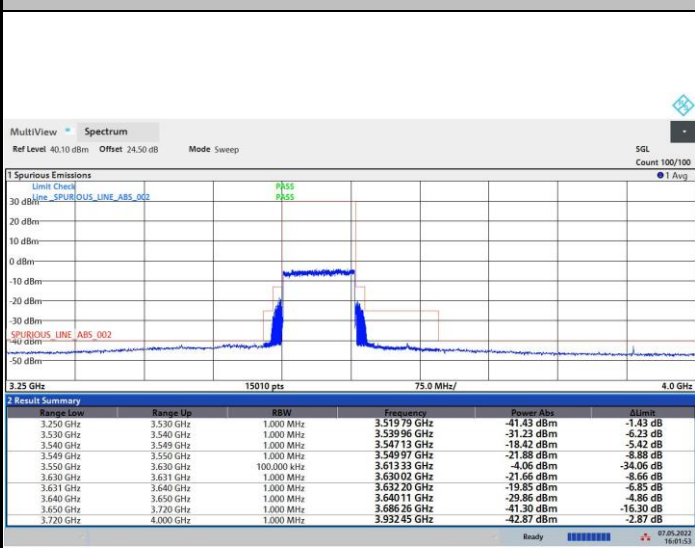 MultiView Spectrum
Ref Level 40.10 dBm Offset 24.50 dB Mode Sweep SGL
Count 100/100
1 Spurious Emissions 1 Avg
Limit Check PASS
Line _SPURIOUS_LINE_ABS_002 PASS
30 dBm
20 dBm
10 dBm
0 dBm
-10 dBm
-20 dBm
-30 dBm
_SPURIOUS_LINE_ABS_002
-40 dBm
-50 dBm
3.25 GHz 15010 pts 75.0 MHz/ 4.0 GHz
2 Result Summary
Range Low Range Up RBW Frequency Power Abs ΔLimit
3.250 GHz 3.530 GHz 1.000 MHz 3.519 79 GHz -41.43 dBm -1.43 dB
3.530 GHz 3.540 GHz 1.000 MHz 3.539 96 GHz -31.23 dBm -6.23 dB
3.540 GHz 3.549 GHz 1.000 MHz 3.547 13 GHz -18.42 dBm -5.42 dB
3.549 GHz 3.550 GHz 1.000 MHz 3.549 97 GHz -21.88 dBm -8.88 dB
3.550 GHz 3.630 GHz 100.000 kHz 3.613 33 GHz -4.06 dBm -34.06 dB
3.630 GHz 3.631 GHz 1.000 MHz 3.630 02 GHz -21.66 dBm -8.66 dB
3.631 GHz 3.640 GHz 1.000 MHz 3.632 20 GHz -19.85 dBm -6.85 dB
3.640 GHz 3.650 GHz 1.000 MHz 3.640 11 GHz -29.86 dBm -4.86 dB
3.650 GHz 3.720 GHz 1.000 MHz 3.686 26 GHz -41.30 dBm -16.30 dB
3.720 GHz 4.000 GHz 1.000 MHz 3.932 45 GHz -42.87 dBm -2.87 dB
Ready 07.05.2022
16:01:53